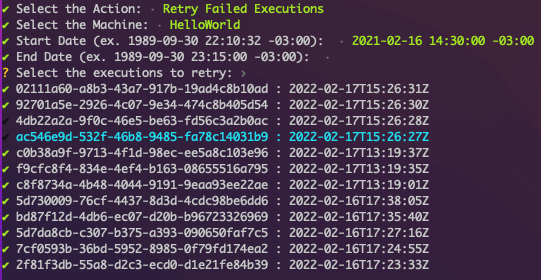 ✔ Select the Action: · Retry Failed Executions
✔ Select the Machine: · HelloWorld
✔ Start Date (ex. 1989-09-30 22:10:32 -03:00): · 2021-02-16 14:30:00 -03:00
✔ End Date (ex. 1989-09-30 23:15:00 -03:00): ·
? Select the executions to retry: ›
✔ 02111a60-a8b3-43a7-917b-19ad4c8b10ad : 2022-02-17T15:26:31Z
✔ 92701a5e-2926-4c07-9e34-474c8b405d54 : 2022-02-17T15:26:30Z
✔ 4db22a2a-9f0c-46e5-be63-fd56c3a2b0ac : 2022-02-17T15:26:28Z
✔ ac546e9d-532f-46b8-9485-fa78c14031b9 : 2022-02-17T15:26:27Z
✔ c0b38a9f-9713-4f1d-98ec-ee5a8c103e96 : 2022-02-17T13:19:37Z
✔ f9cfc8f4-834e-4ef4-b163-08655516a795 : 2022-02-17T13:19:35Z
✔ c8f8734a-4b48-4044-9191-9eaa93ee22ae : 2022-02-17T13:19:01Z
✔ 5d730009-76cf-4437-8d3d-4cdc98be6dd6 : 2022-02-16T17:38:05Z
✔ bd87f12d-4db6-ec07-d20b-b96723326969 : 2022-02-16T17:35:40Z
✔ 5d7da8cb-c307-b375-a393-090650faf7c5 : 2022-02-16T17:27:16Z
✔ 7cf0593b-36bd-5952-8985-0f79fd174ea2 : 2022-02-16T17:24:55Z
✔ 2f81f3db-55a8-d2c3-ecd0-d1e21fe84b39 : 2022-02-16T17:23:33Z